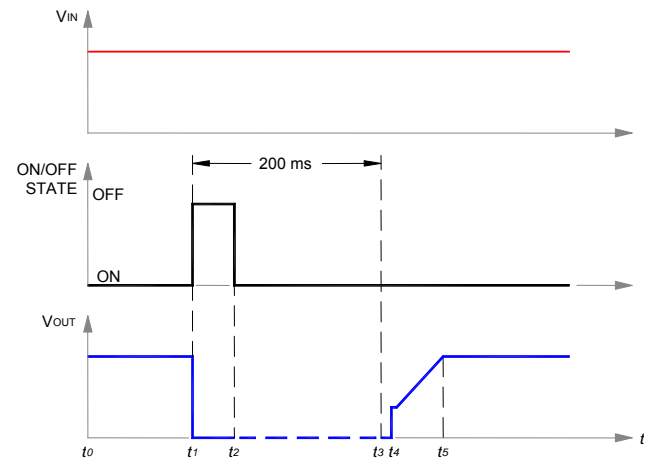 VIN
200 ms
ON/OFF
STATE
OFF
ON
VOUT
t
t0 t1 t2 t3 t4 t5